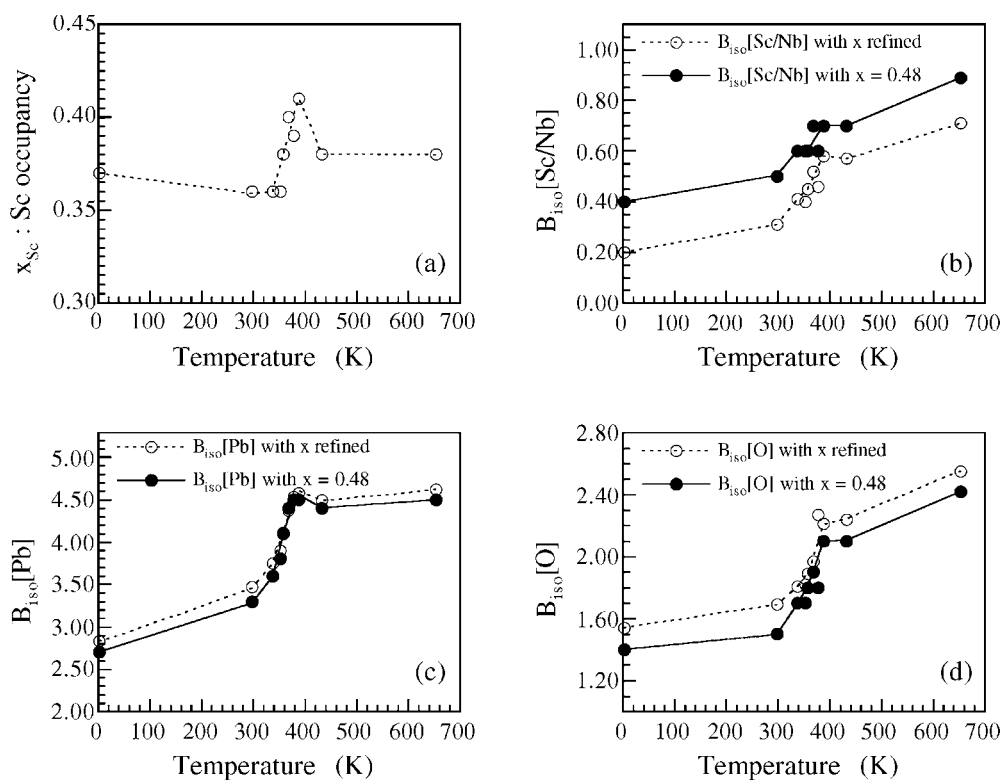 0.45
0.40
0.35
0.30
x_Sc : Sc occupancy
(a)
0 100 200 300 400 500 600 700
Temperature (K)
B_iso[Sc/Nb] with x refined
B_iso[Sc/Nb] with x = 0.48
1.00
0.80
0.60
0.40
0.20
0.00
B_iso[Sc/Nb]
(b)
0 100 200 300 400 500 600 700
Temperature (K)
B_iso[Pb] with x refined
B_iso[Pb] with x = 0.48
5.00
4.50
4.00
3.50
3.00
2.50
2.00
B_iso[Pb]
(c)
0 100 200 300 400 500 600 700
Temperature (K)
B_iso[O] with x refined
B_iso[O] with x = 0.48
2.80
2.40
2.00
1.60
1.20
B_iso[O]
(d)
0 100 200 300 400 500 600 700
Temperature (K)